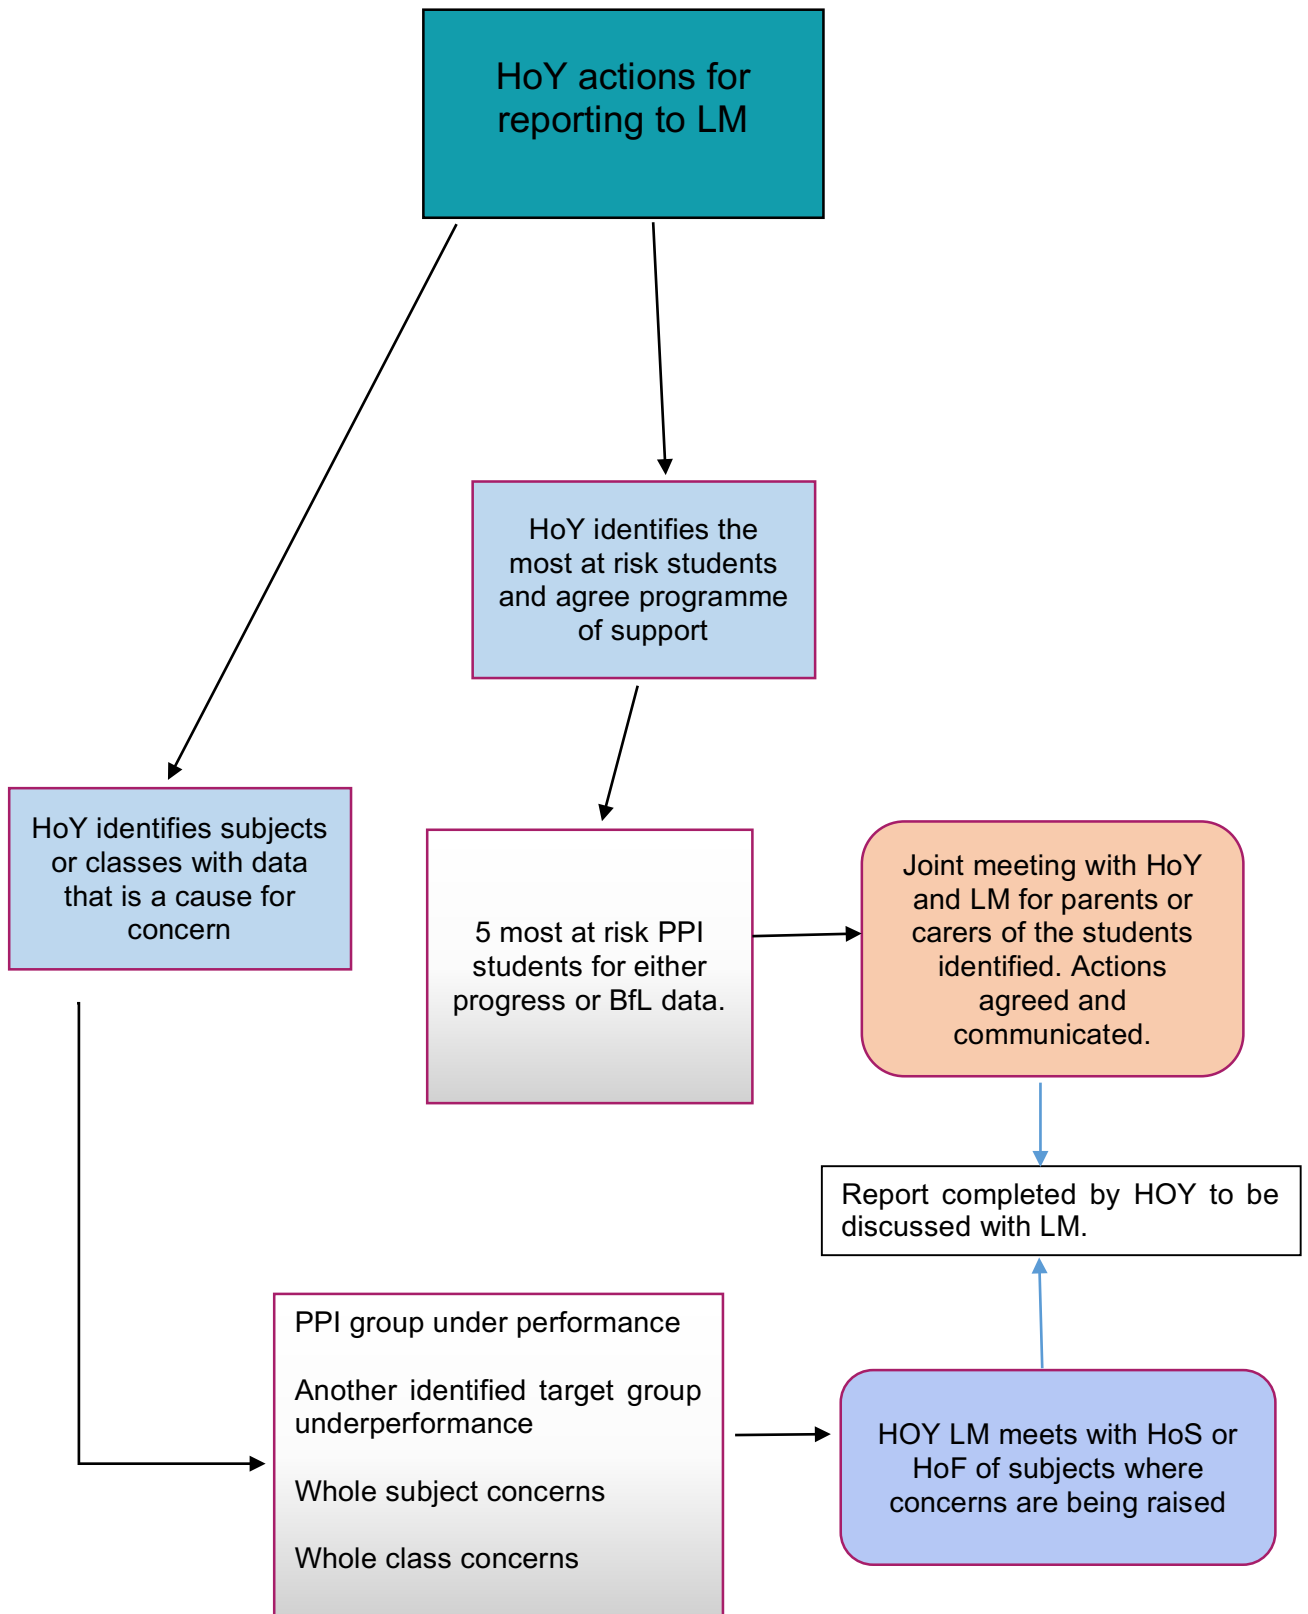 HoY actions for
reporting to LM
HoY identifies the
most at risk students
and agree programme
of support
HoY identifies subjects
or classes with data
that is a cause for
concern
5 most at risk PPI
students for either
progress or BfL data.
Joint meeting with HoY
and LM for parents or
carers of the students
identified. Actions
agreed and
communicated.
Report completed by HOY to be
discussed with LM.
PPI group under performance
Another identified target group
underperformance
Whole subject concerns
Whole class concerns
HOY LM meets with HoS or
HoF of subjects where
concerns are being raised